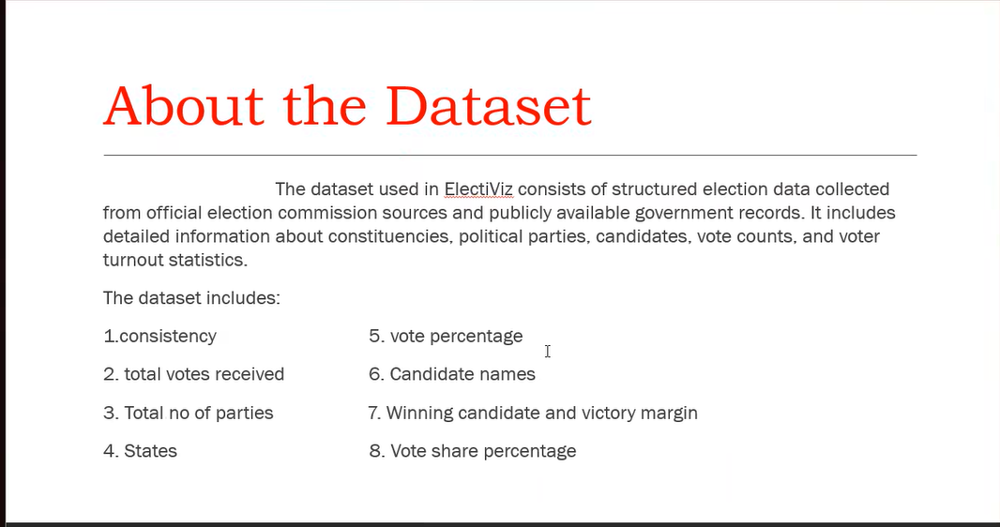 About the Dataset
The dataset used in ElectiViz consists of structured election data collected
from official election commission sources and publicly available government records. It includes
detailed information about constituencies, political parties, candidates, vote counts, and voter
turnout statistics.
The dataset includes:
1.consistency 5. vote percentage
2. total votes received 6. Candidate names
3. Total no of parties 7. Winning candidate and victory margin
4. States 8. Vote share percentage